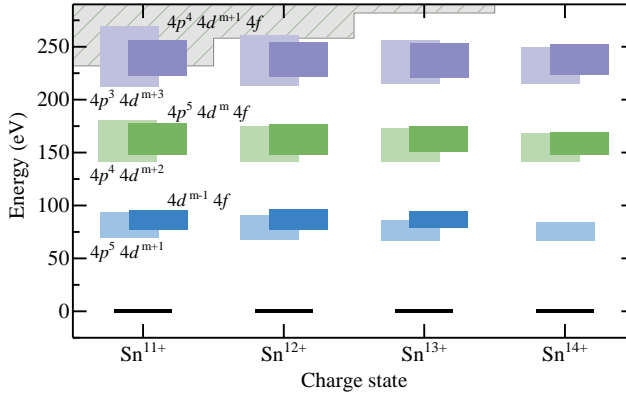 4p⁴ 4dᵐ⁺¹ 4f
250
4p³ 4dᵐ⁺³
200
4p⁵ 4dᵐ 4f
150
4p⁴ 4dᵐ⁺²
4dᵐ⁻¹ 4f
100
4p⁵ 4dᵐ⁺¹
50
0
Energy (eV)
Sn¹¹⁺ Sn¹²⁺ Sn¹³⁺ Sn¹⁴⁺
Charge state